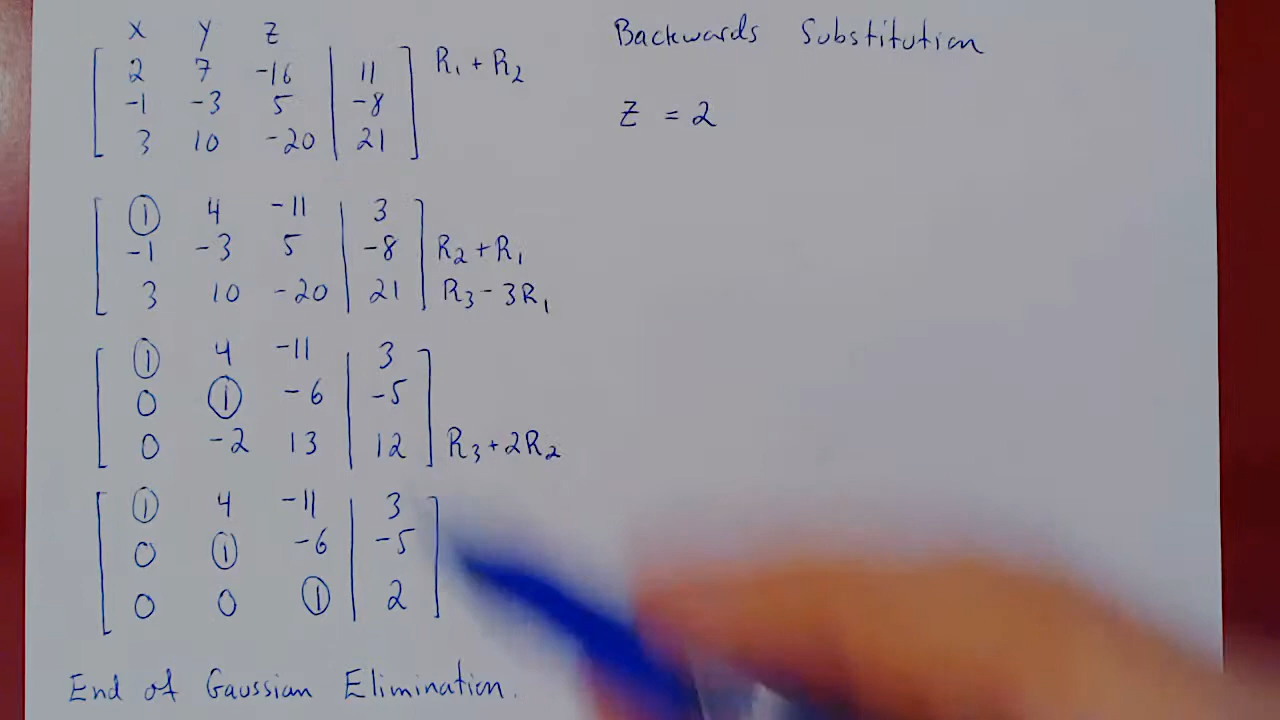 x y z
2 7 -16 | 11 R₁ + R₂
-1 -3 5 | -8
3 10 -20 | 21
1 4 -11 | 3
-1 -3 5 | -8 R₂ + R₁
3 10 -20 | 21 R₃ - 3R₁
1 4 -11 | 3
0 1 -6 | -5
0 -2 13 | 12 R₃ + 2R₂
1 4 -11 | 3
0 1 -6 | -5
0 0 1 | 2
End of Gaussian Elimination.
Backwards Substitution
z = 2